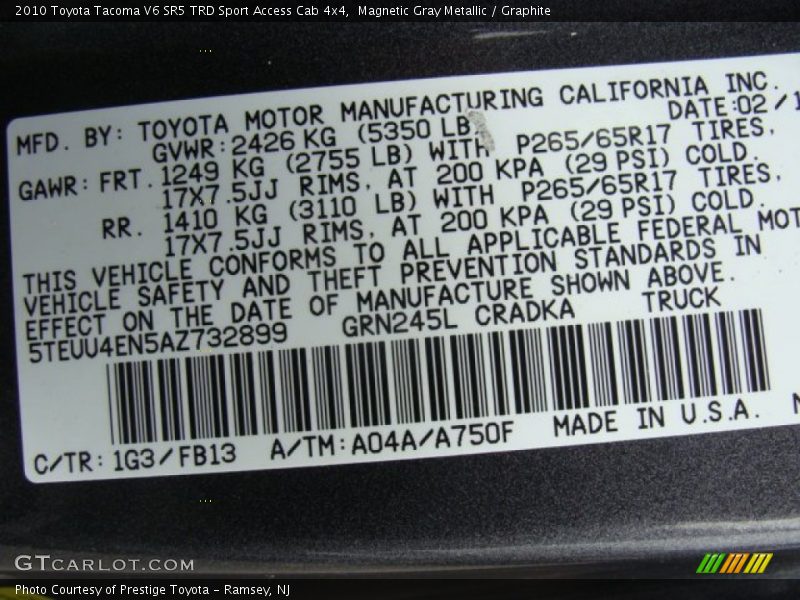 2010 Toyota Tacoma V6 SR5 TRD Sport Access Cab 4x4,  Magnetic Gray Metallic / Graphite
MFD. BY: TOYOTA MOTOR MANUFACTURING CALIFORNIA INC.
GVWR: 2426 KG (5350 LB) DATE: 02 / 1
GAWR: FRT. 1249 KG (2755 LB) WITH P265/65R17 TIRES,
17X7.5JJ RIMS, AT 200 KPA (29 PSI) COLD.
RR. 1410 KG (3110 LB) WITH P265/65R17 TIRES,
17X7.5JJ RIMS, AT 200 KPA (29 PSI) COLD.
THIS VEHICLE CONFORMS TO ALL APPLICABLE FEDERAL MOT
VEHICLE SAFETY AND THEFT PREVENTION STANDARDS IN
EFFECT ON THE DATE OF MANUFACTURE SHOWN ABOVE.
5TEUU4EN5AZ732899 GRN245L CRADKA TRUCK
C/TR: 1G3/FB13 A/TM: A04A/A750F MADE IN U.S.A.
GTCARLOT.COM
Photo Courtesy of Prestige Toyota - Ramsey, NJ